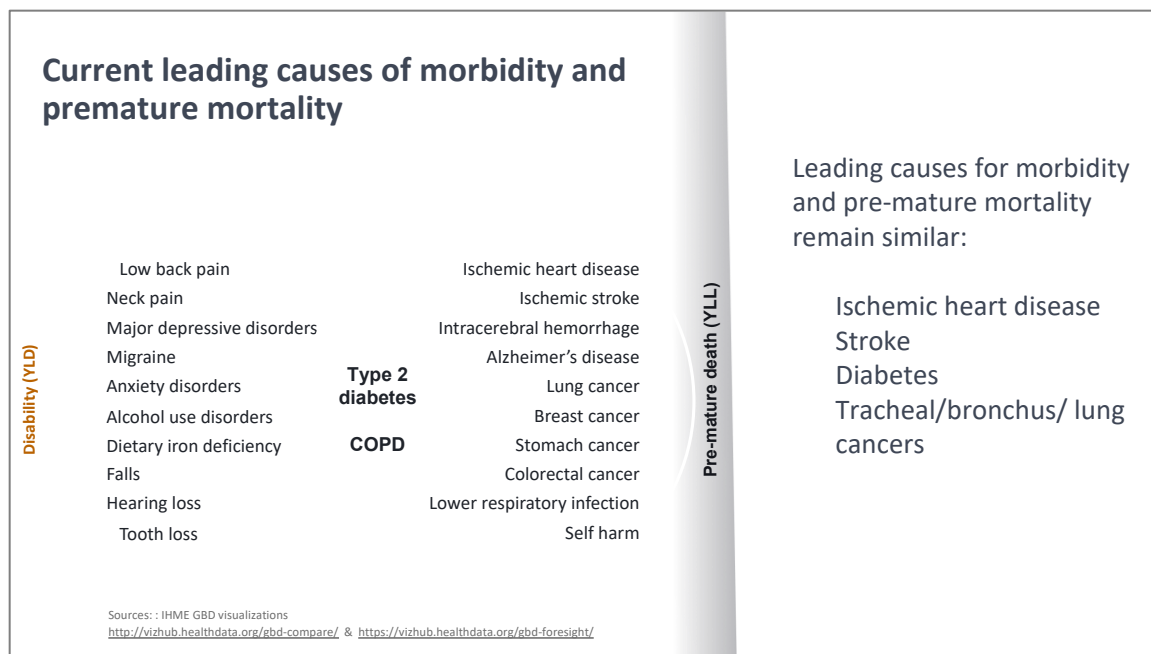 Current leading causes of morbidity and
premature mortality
Disability (YLD)
Low back pain
Neck pain
Major depressive disorders
Migraine
Anxiety disorders
Alcohol use disorders
Dietary iron deficiency
Falls
Hearing loss
Tooth loss
Type 2
diabetes
COPD
Ischemic heart disease
Ischemic stroke
Intracerebral hemorrhage
Alzheimer’s disease
Lung cancer
Breast cancer
Stomach cancer
Colorectal cancer
Lower respiratory infection
Self harm
Pre-mature death (YLL)
Sources: : IHME GBD visualizations
http://vizhub.healthdata.org/gbd-compare/ & https://vizhub.healthdata.org/gbd-foresight/
Leading causes for morbidity
and pre-mature mortality
remain similar:
Ischemic heart disease
Stroke
Diabetes
Tracheal/bronchus/ lung
cancers